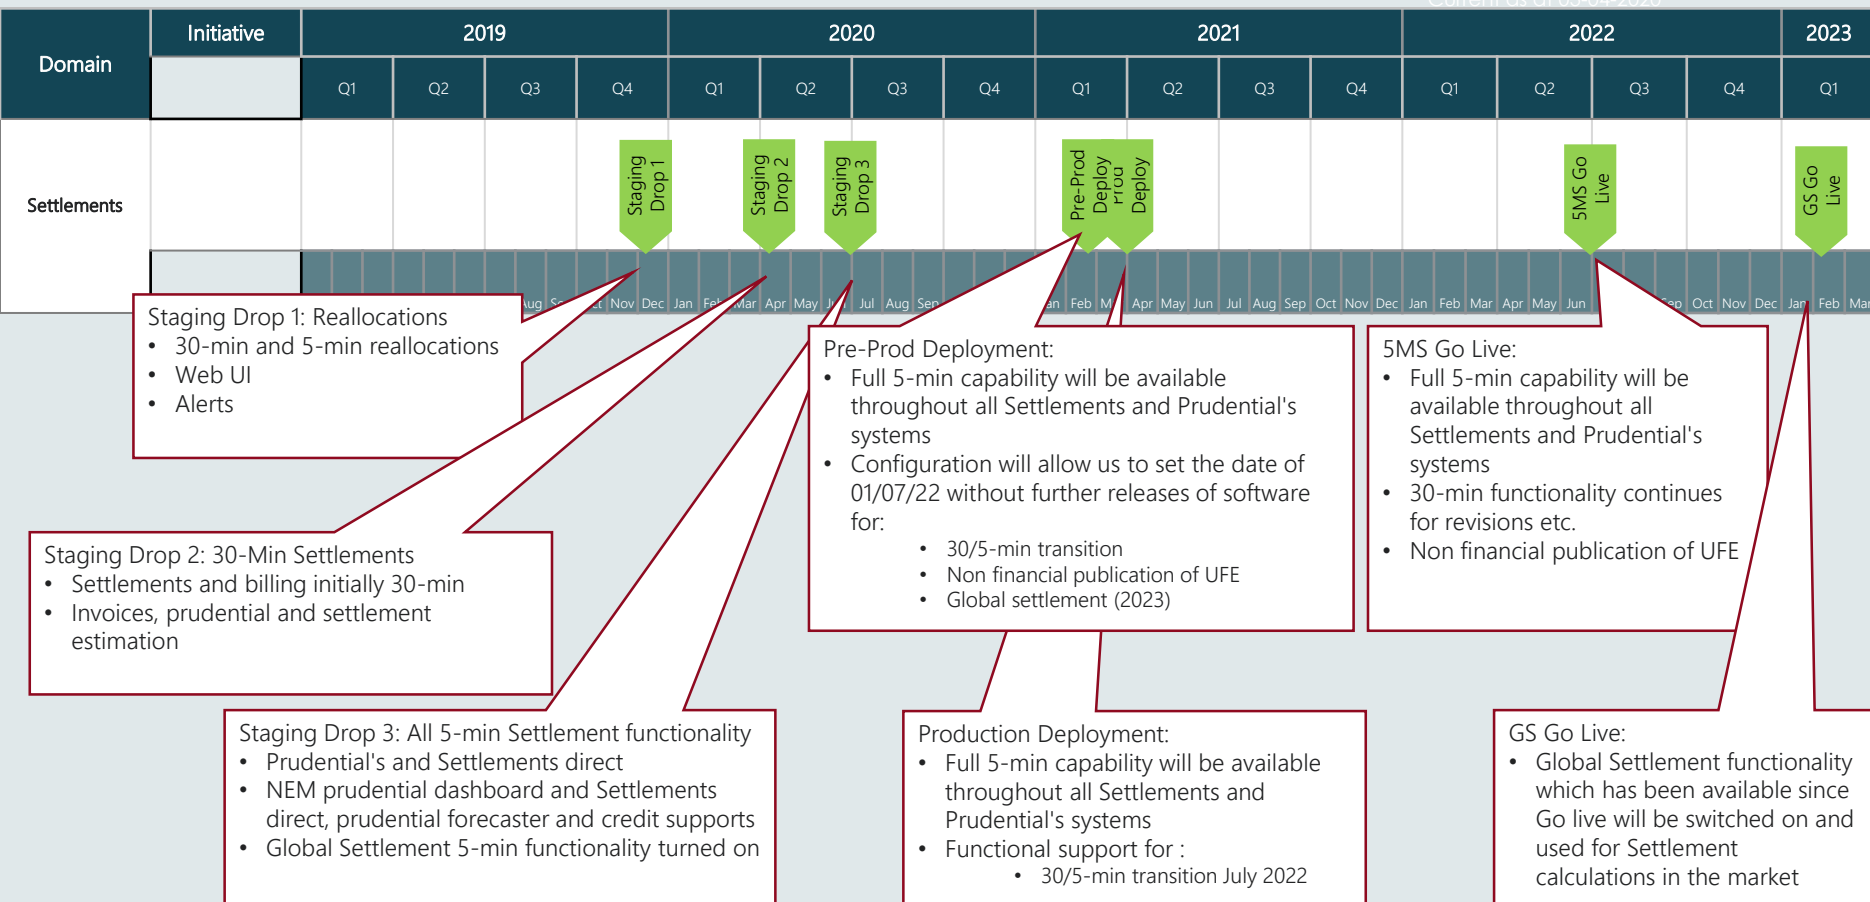 Current as at 03-04-2020
Domain
Initiative
2019
2020
2021
2022
2023
Q1 Q2 Q3 Q4 Q1 Q2 Q3 Q4 Q1 Q2 Q3 Q4 Q1 Q2 Q3 Q4 Q1
Settlements
Staging
Drop 1
Staging
Drop 2
Staging
Drop 3
Pre-Prod
Deploy
Prod
Deploy
5MS Go
Live
GS Go
Live
Aug Nov Dec Jan Mar Apr May Jul Aug Sep Feb Apr May Jun Jul Aug Sep Oct Nov Dec Jan Feb Mar Apr May Jun Sep Oct Nov Dec Jan Feb Mar
Staging Drop 1: Reallocations
• 30-min and 5-min reallocations
• Web UI
• Alerts
Staging Drop 2: 30-Min Settlements
• Settlements and billing initially 30-min
• Invoices, prudential and settlement
estimation
Staging Drop 3: All 5-min Settlement functionality
• Prudential's and Settlements direct
• NEM prudential dashboard and Settlements
direct, prudential forecaster and credit supports
• Global Settlement 5-min functionality turned on
Pre-Prod Deployment:
• Full 5-min capability will be available
throughout all Settlements and Prudential's
systems
• Configuration will allow us to set the date of
01/07/22 without further releases of software
for:
• 30/5-min transition
• Non financial publication of UFE
• Global settlement (2023)
Production Deployment:
• Full 5-min capability will be available
throughout all Settlements and
Prudential's systems
• Functional support for :
• 30/5-min transition July 2022
5MS Go Live:
• Full 5-min capability will be
available throughout all
Settlements and Prudential's
systems
• 30-min functionality continues
for revisions etc.
• Non financial publication of UFE
GS Go Live:
• Global Settlement functionality
which has been available since
Go live will be switched on and
used for Settlement
calculations in the market